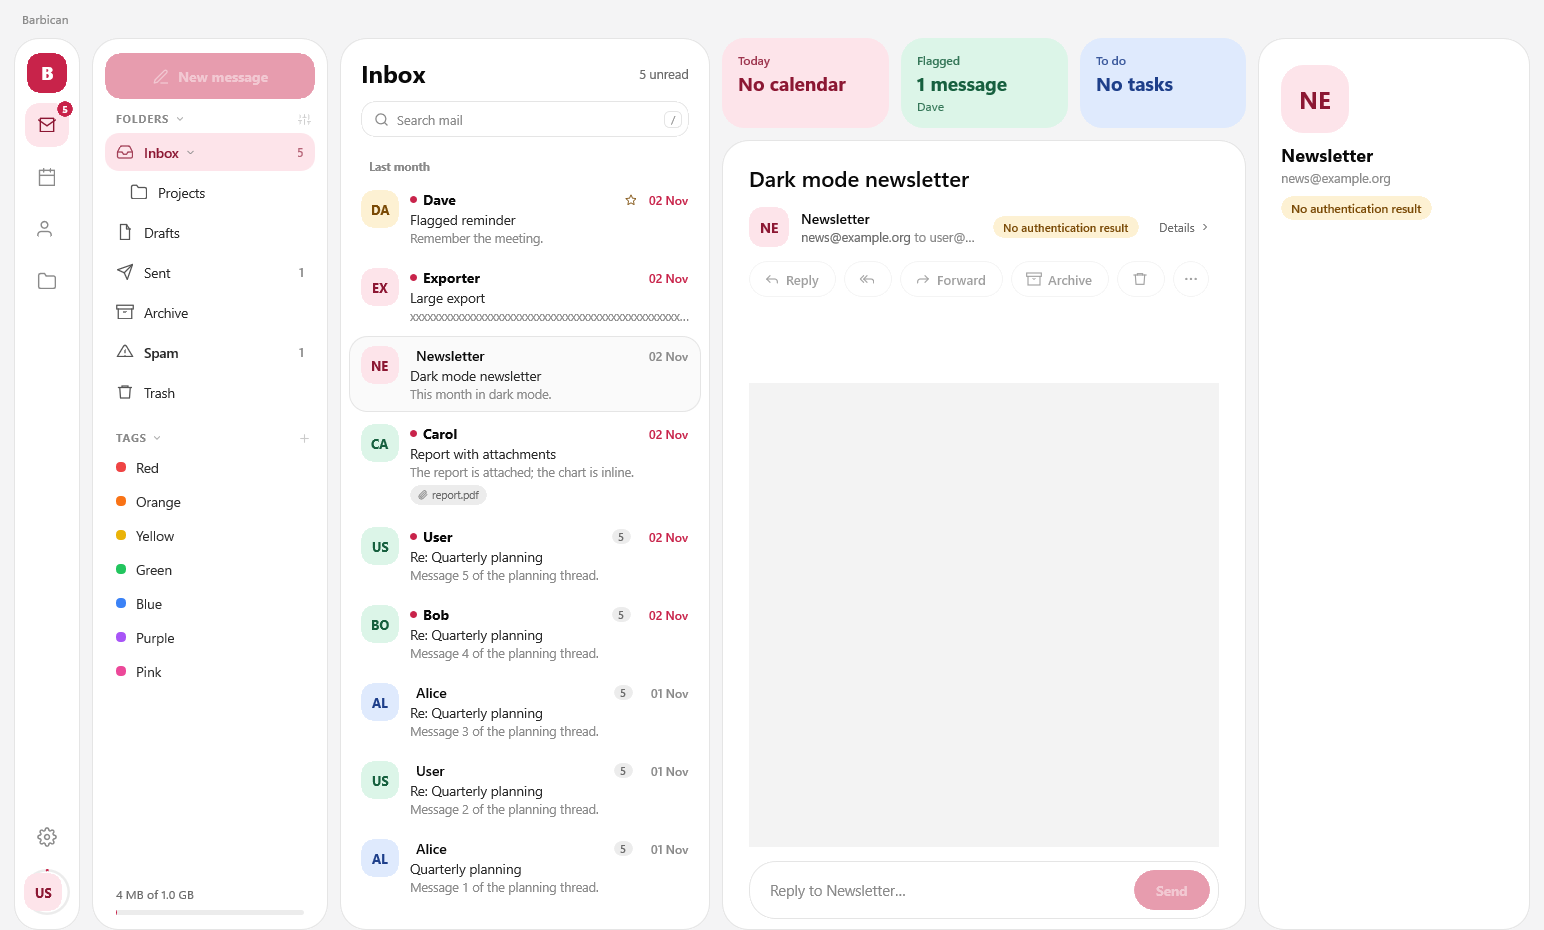 Barbican
B
5
US
New message
FOLDERS
Inbox 5
Projects
Drafts
Sent 1
Archive
Spam 1
Trash
TAGS
Red
Orange
Yellow
Green
Blue
Purple
Pink
4 MB of 1.0 GB
Inbox 5 unread
Search mail /
Last month
DA
Dave 02 Nov
Flagged reminder
Remember the meeting.
EX
Exporter 02 Nov
Large export
NE
Newsletter 02 Nov
Dark mode newsletter
This month in dark mode.
CA
Carol 02 Nov
Report with attachments
The report is attached; the chart is inline.
report.pdf
US
User 5 02 Nov
Re: Quarterly planning
Message 5 of the planning thread.
BO
Bob 5 02 Nov
Re: Quarterly planning
Message 4 of the planning thread.
AL
Alice 5 01 Nov
Re: Quarterly planning
Message 3 of the planning thread.
US
User 5 01 Nov
Re: Quarterly planning
Message 2 of the planning thread.
AL
Alice 5 01 Nov
Quarterly planning
Message 1 of the planning thread.
Today
No calendar
Flagged
1 message
Dave
To do
No tasks
Dark mode newsletter
NE
Newsletter
news@example.org to user@...
No authentication result
Details
Reply
Forward
Archive
Reply to Newsletter...
Send
NE
Newsletter
news@example.org
No authentication result